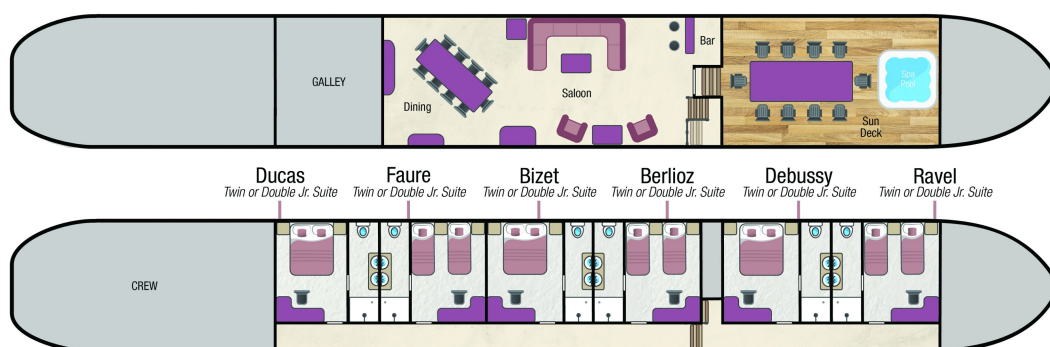 GALLEY
Dining
Saloon
Bar
Spa
Pool
Sun
Deck
Ducas
Twin or Double Jr. Suite
Faure
Twin or Double Jr. Suite
Bizet
Twin or Double Jr. Suite
Berlioz
Twin or Double Jr. Suite
Debussy
Twin or Double Jr. Suite
Ravel
Twin or Double Jr. Suite
CREW